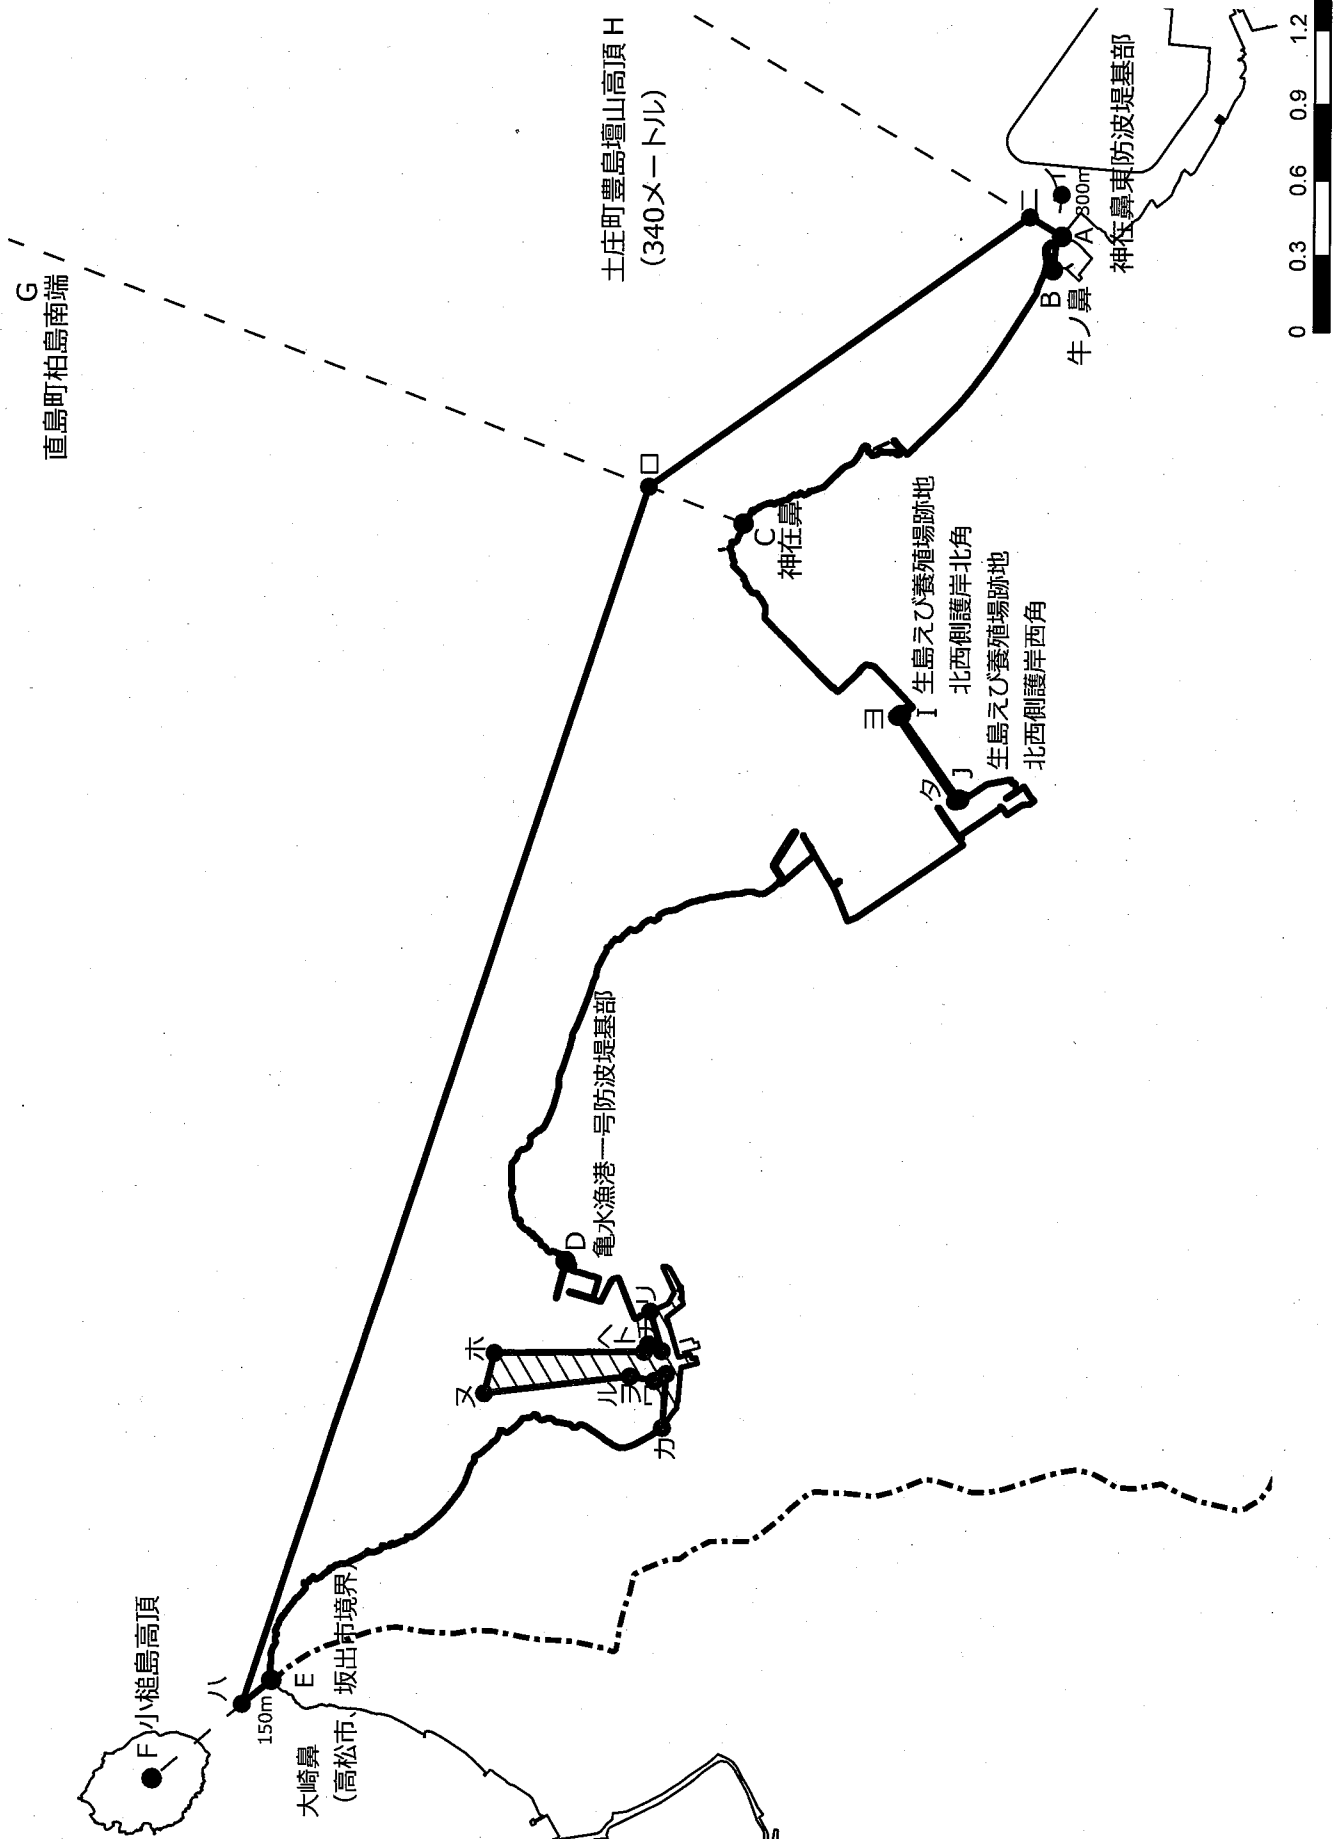 G
直島町柏島南端
土庄町豊島壇山高頂 H
(340メートル)
F 小槌島高頂
ハ
150m
E
大崎鼻
(高松市、坂出市境界)
ロ
C
神在鼻
ニ
A
300m
神在鼻東防波堤基部
B
牛ノ鼻
ヨ
I
生島えび養殖場跡地
北西側護岸北角
タ
J
生島えび養殖場跡地
北西側護岸西角
D
亀水漁港一号防波堤基部
ホ
ヌ
ヘ
ト
チ
リ
ル
ヲ
カ
0 0.3 0.6 0.9 1.2